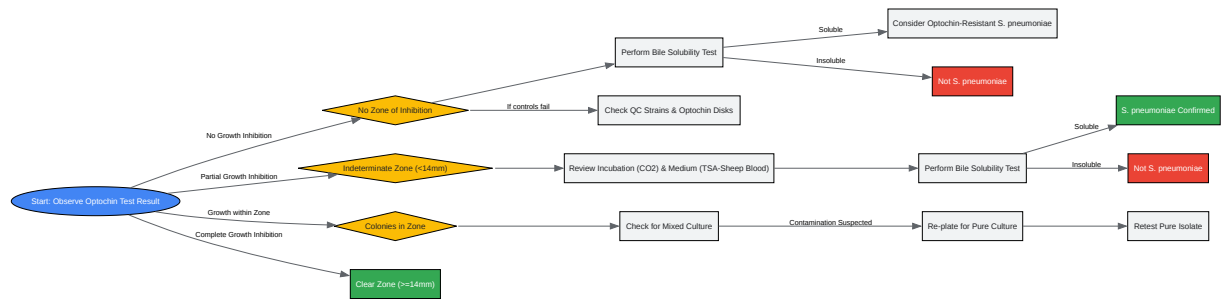 Start: Observe Optochin Test Result
No Growth Inhibition
Partial Growth Inhibition
Growth within Zone
Complete Growth Inhibition
No Zone of Inhibition
If controls fail
Perform Bile Solubility Test
Soluble
Consider Optochin-Resistant S. pneumoniae
Insoluble
Not S. pneumoniae
Check QC Strains & Optochin Disks
Indeterminate Zone (<14mm)
Review Incubation (CO2) & Medium (TSA-Sheep Blood)
Perform Bile Solubility Test
Soluble
S. pneumoniae Confirmed
Insoluble
Not S. pneumoniae
Colonies in Zone
Check for Mixed Culture
Contamination Suspected
Re-plate for Pure Culture
Retest Pure Isolate
Clear Zone (>=14mm)